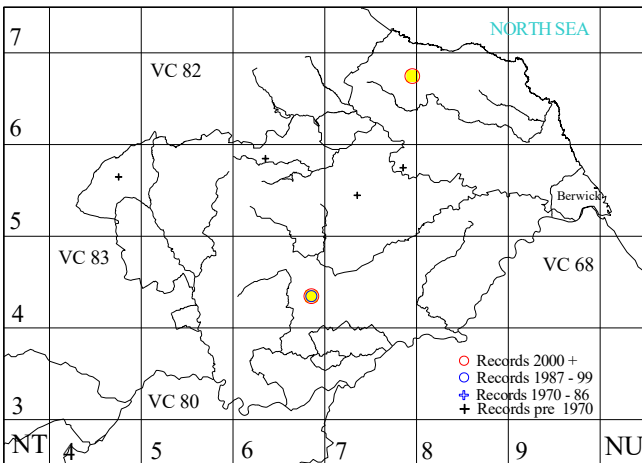 7
NORTH SEA
VC 82
6
Berwick
5
VC 83
VC 68
4
Records 2000 +
Records 1987 - 99
Records 1970 - 86
Records pre 1970
VC 80
3
NT 4 5 6 7 8 9 NU